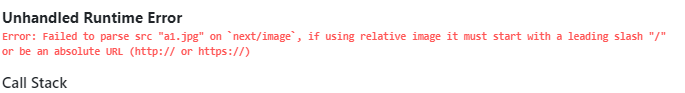 Unhandled Runtime Error
Error: Failed to parse src "a1.jpg" on `next/image`, if using relative image it must start with a leading slash "/"
or be an absolute URL (http:// or https://)
Call Stack